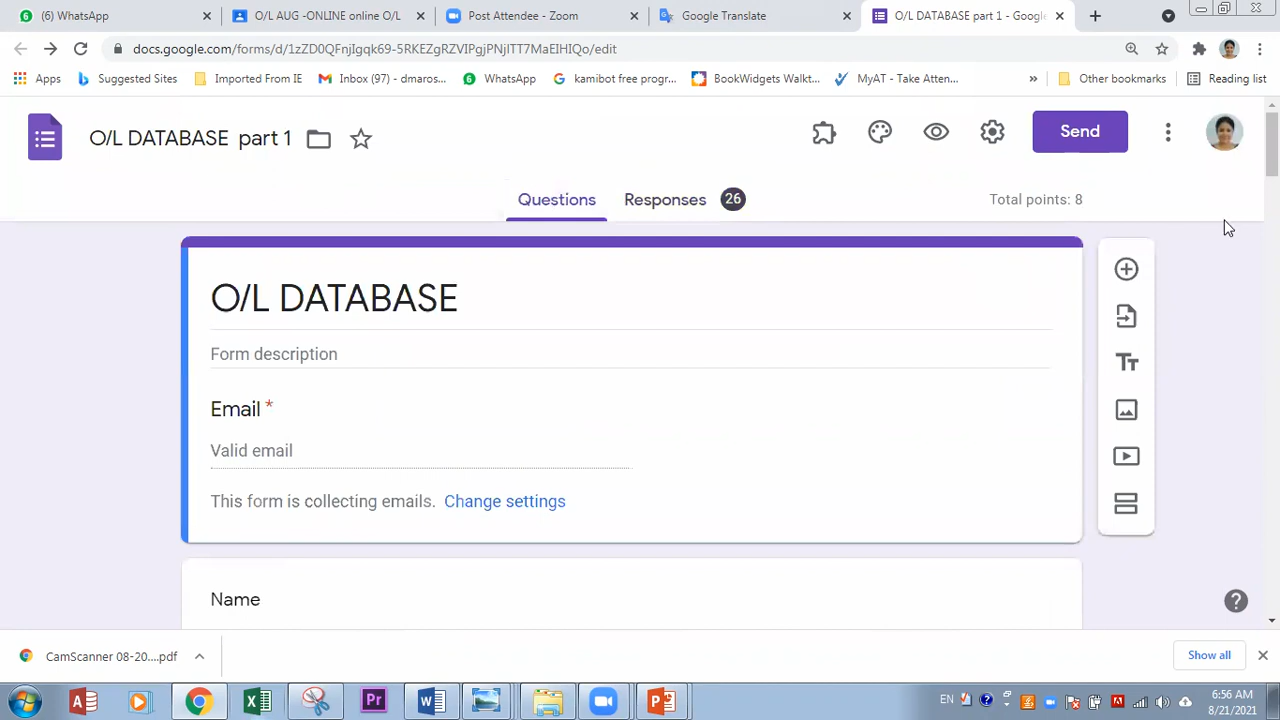 (6) WhatsApp
O/L AUG -ONLINE online O/L
Post Attendee - Zoom
Google Translate
O/L DATABASE part 1 - Google
docs.google.com/forms/d/1zZD0QFnjIgqk69-5RKEZgRZVIPgjPNjITT7MaEIHIQo/edit
Apps
Suggested Sites
Imported From IE
Inbox (97) - dmaros...
WhatsApp
kamibot free progr...
BookWidgets Walkt...
MyAT - Take Atten...
»
Other bookmarks
Reading list
O/L DATABASE part 1
Send
Questions
Responses 26
Total points: 8
O/L DATABASE
Form description
Email *
Valid email
This form is collecting emails. Change settings
Name
CamScanner 08-20....pdf
Show all
EN
6:56 AM
8/21/2021